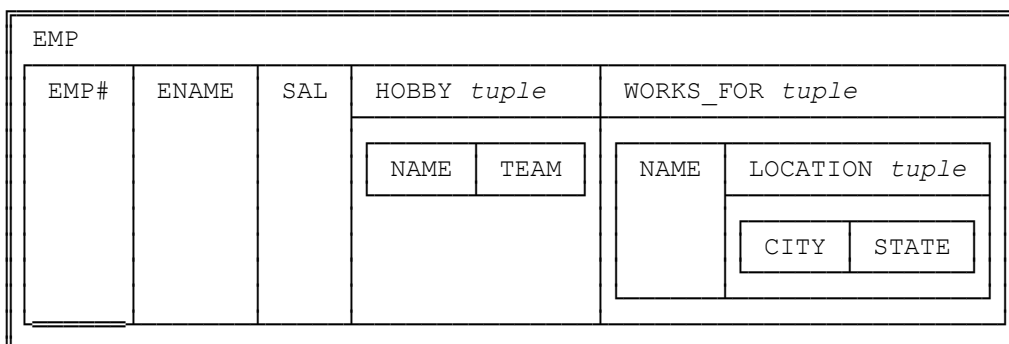 EMP
EMP# ENAME SAL HOBBY tuple WORKS_FOR tuple
NAME TEAM NAME LOCATION tuple
CITY STATE